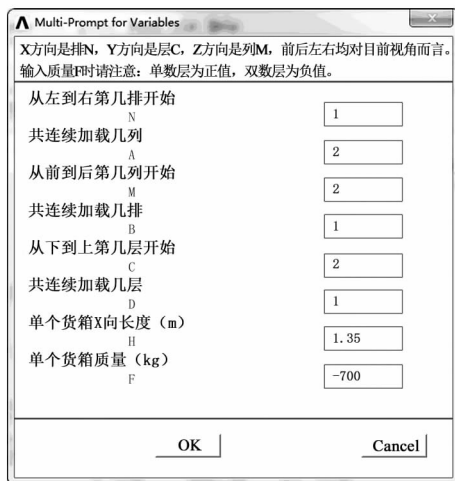 Multi-Prompt for Variables
X方向是排N，Y方向是层C，Z方向是列M，前后左右均对目前视角而言。
输入质量F时请注意：单数层为正值，双数层为负值。
从左到右第几排开始
N
1
共连续加载几列
A
2
从前到后第几列开始
M
2
共连续加载几排
B
1
从下到上第几层开始
C
2
共连续加载几层
D
1
单个货箱X向长度（m）
H
1.35
单个货箱质量（kg）
F
-700
OK
Cancel